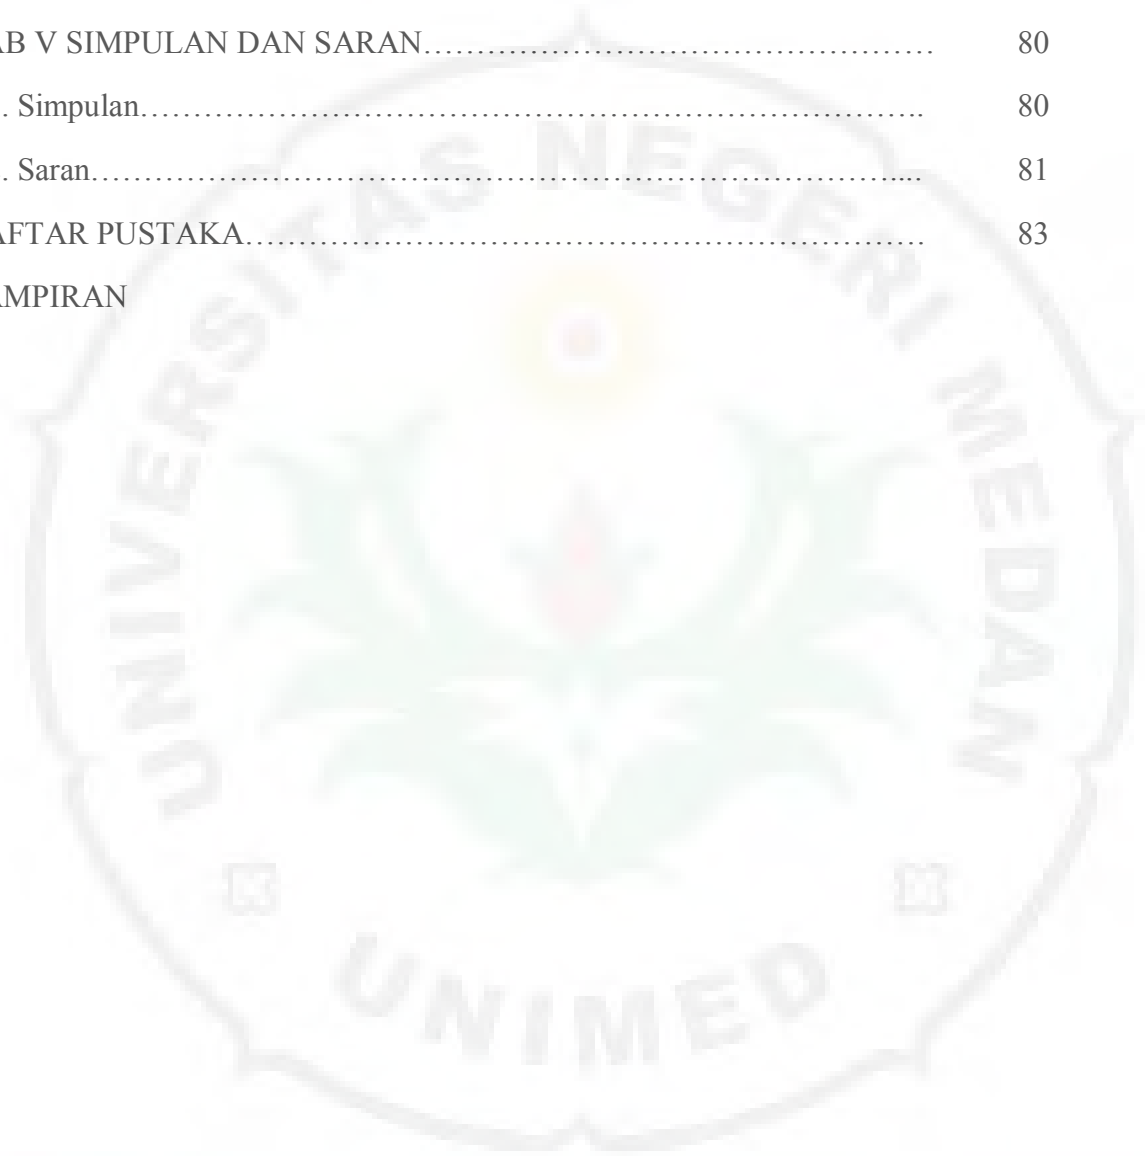 AB V SIMPULAN DAN SARAN……………………………………………. 80
. Simpulan…………………………………………………………………….. 80
. Saran………………………………………………………………………... 81
AFTAR PUSTAKA…………………………………………………………… 83
AMPIRAN
UNIVERSITAS NEGERI MEDAN
UNIMED